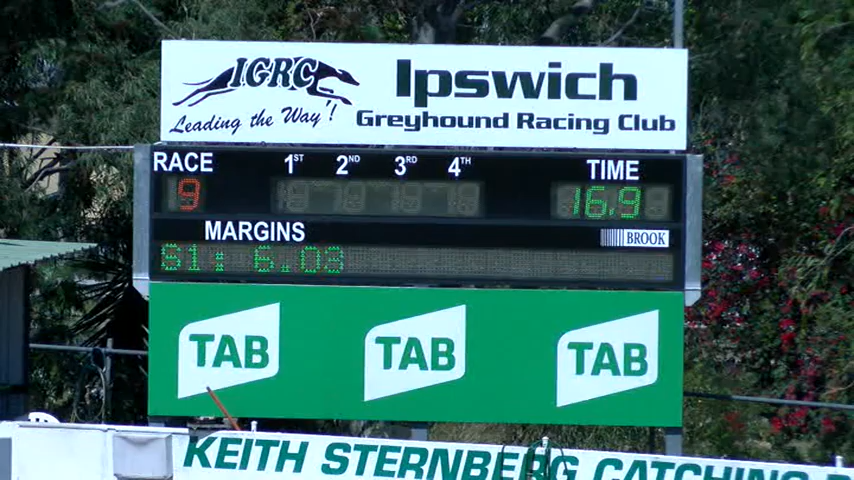 IGRC
Leading the Way!
Ipswich
Greyhound Racing Club
RACE 1ST 2ND 3RD 4TH TIME
9 16.9
MARGINS BROOK
S1: 6.03
TAB TAB TAB
KEITH STERNBERG CATCHING